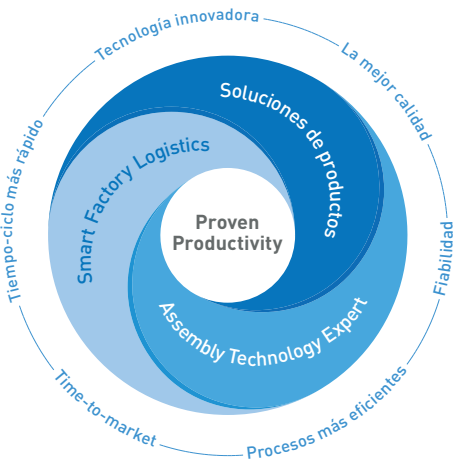 Tecnología innovadora
La mejor calidad
Fiabilidad
Procesos más eficientes
Time-to-market
Tiempo-ciclo más rápido
Soluciones de productos
Smart Factory Logistics
Assembly Technology Expert
Proven
Productivity